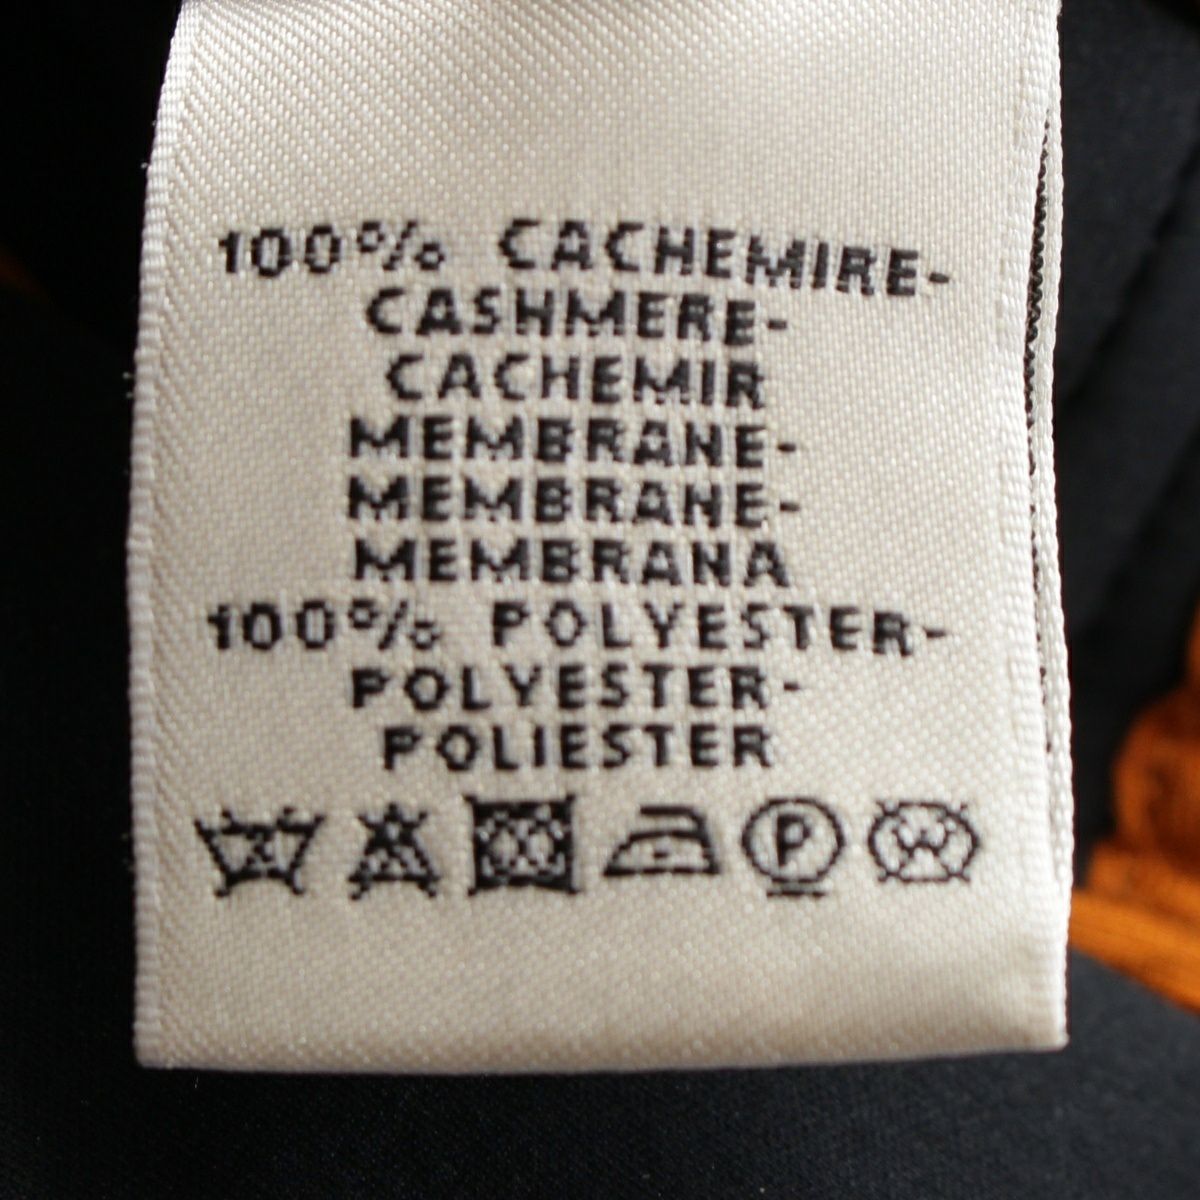 100% CACHEMIRE-
CASHMERE-
CACHEMIR
MEMBRANE-
MEMBRANE-
MEMBRANA
100% POLYESTER-
POLYESTER-
POLIESTER
P W